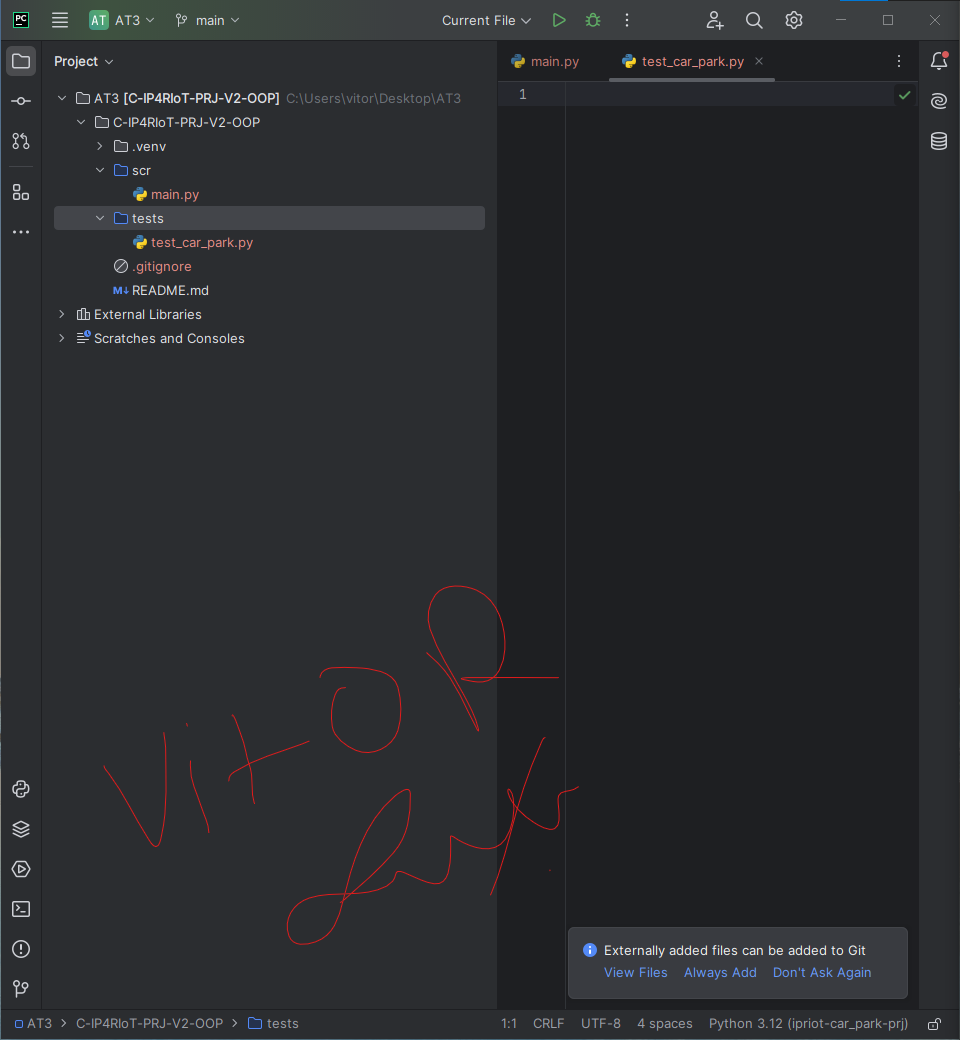 PC AT AT3 main Current File
Project main.py test_car_park.py
AT3 [C-IP4RIoT-PRJ-V2-OOP] C:\Users\vitor\Desktop\AT3 1
C-IP4RIoT-PRJ-V2-OOP
.venv
scr
main.py
tests
test_car_park.py
.gitignore
M↓ README.md
External Libraries
Scratches and Consoles
VitOR
Externally added files can be added to Git
View Files Always Add Don't Ask Again
AT3 > C-IP4RIoT-PRJ-V2-OOP > tests 1:1 CRLF UTF-8 4 spaces Python 3.12 (ipriot-car_park-prj)